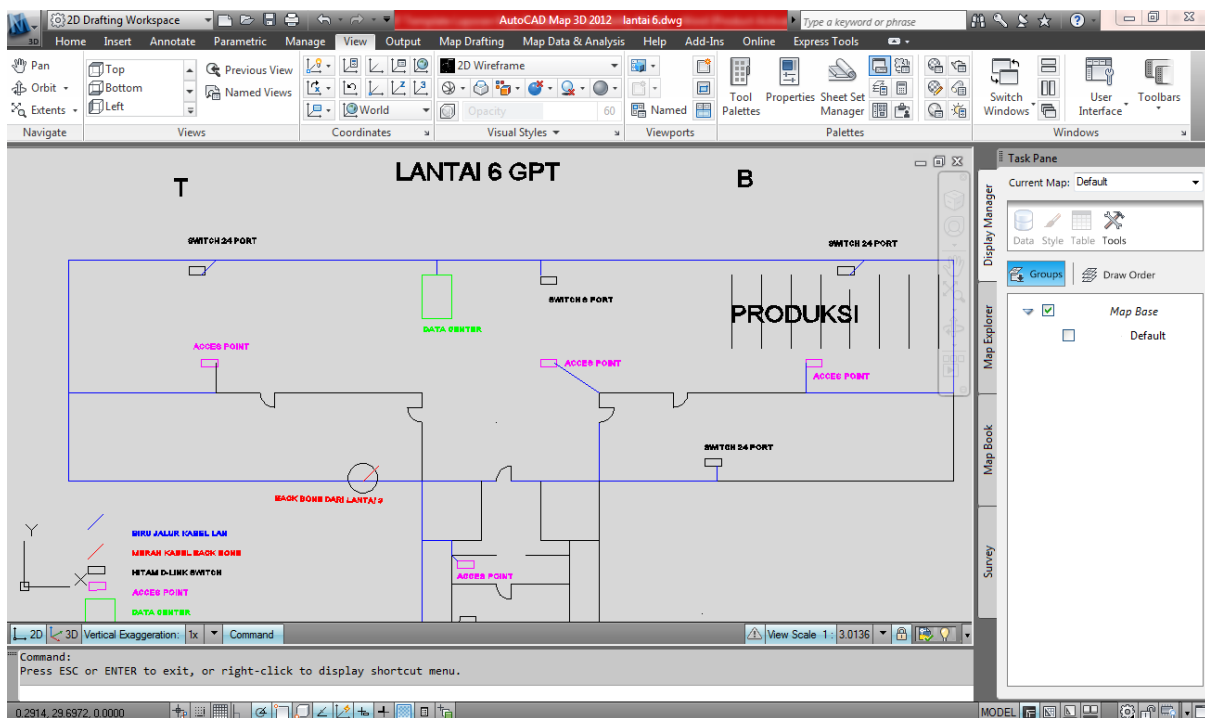 2D Drafting Workspace
AutoCAD Map 3D 2012 lantai 6.dwg
Type a keyword or phrase
3D
Home Insert Annotate Parametric Manage View Output Map Drafting Map Data & Analysis Help Add-Ins Online Express Tools
Pan
Orbit
Extents
Navigate
Top
Bottom
Left
Previous View
Named Views
Views
World
Coordinates
2D Wireframe
Opacity 60
Visual Styles
Named
Viewports
Tool Palettes
Properties
Sheet Set Manager
Palettes
Switch Windows
User Interface
Toolbars
Windows
LANTAI 6 GPT
T
B
SWITCH 24 PORT
SWITCH 24 PORT
DATA CENTER
PRODUKSI
ACCES POINT
ACCES POINT
ACCES POINT
SWITCH 24 PORT
BACK BONE DARI LANTAI
BIRU JALUR KABEL LAN
MERAH KABEL BACK BONE
HITAM D-LINK SWITCH
ACCES POINT
DATA CENTER
ACCES POINT
Y
X
Task Pane
Current Map: Default
Data Style Table Tools
Groups Draw Order
Map Base
Default
Display Manager
Map Explorer
Map Book
Survey
2D 3D Vertical Exaggeration: 1x Command
View Scale 1 : 3.0136
Command:
Press ESC or ENTER to exit, or right-click to display shortcut menu.
0.2914, 29.6972, 0.0000
MODEL